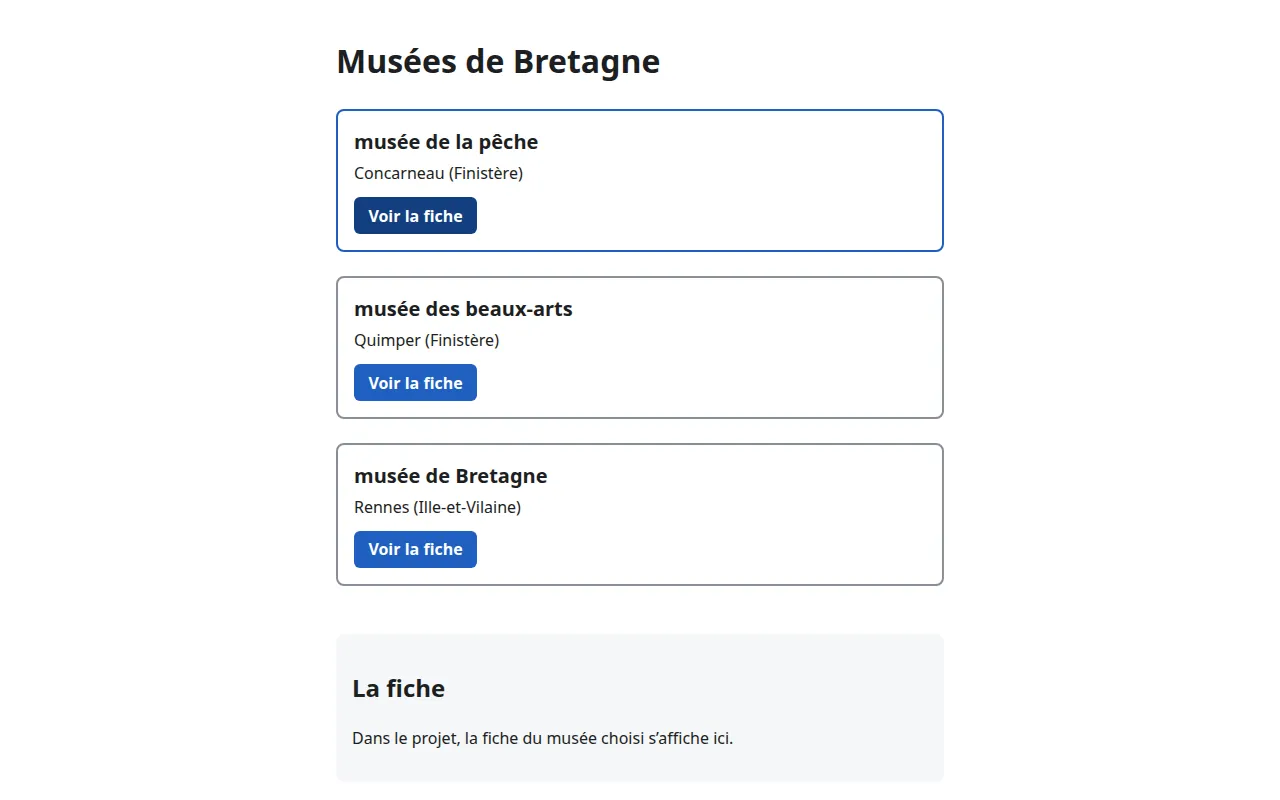 Musées de Bretagne
musée de la pêche
Concarneau (Finistère)
Voir la fiche
musée des beaux-arts
Quimper (Finistère)
Voir la fiche
musée de Bretagne
Rennes (Ille-et-Vilaine)
Voir la fiche
La fiche
Dans le projet, la fiche du musée choisi s’affiche ici.